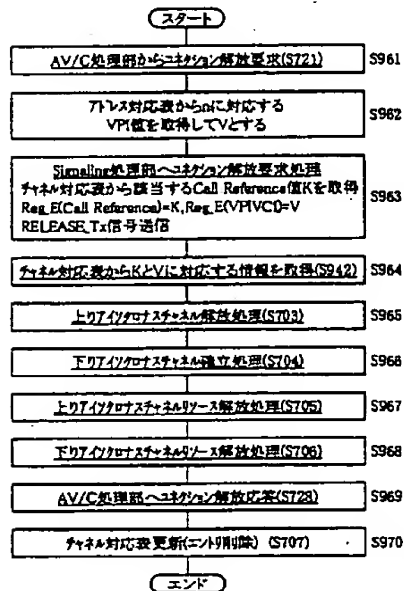 スタート
AV/C処理部からコネクション解放要求(S721)
S961
アドレス対応表からnに対応する
VPI値を取得してVとする
S962
Signaling処理部へコネクション解放要求処理
チャネル対応表から該当するCall Reference値Kを取得
Reg_E(Call Reference)=K,Reg_E(VPIVCI)=V
RELEASE_Tx信号送信
S963
チャネル対応表からKとVに対応する情報を取得(S942)
S964
上りアイソクロナスチャネル解放処理(S703)
S965
下りアイソクロナスチャネル確立処理(S704)
S966
上りアイソクロナスチャネルリソース解放処理(S705)
S967
下りアイソクロナスチャネルリソース解放処理(S706)
S968
AV/C処理部へコネクション解放応答(S728)
S969
チャネル対応表更新(エントリ削除) (S707)
S970
エンド